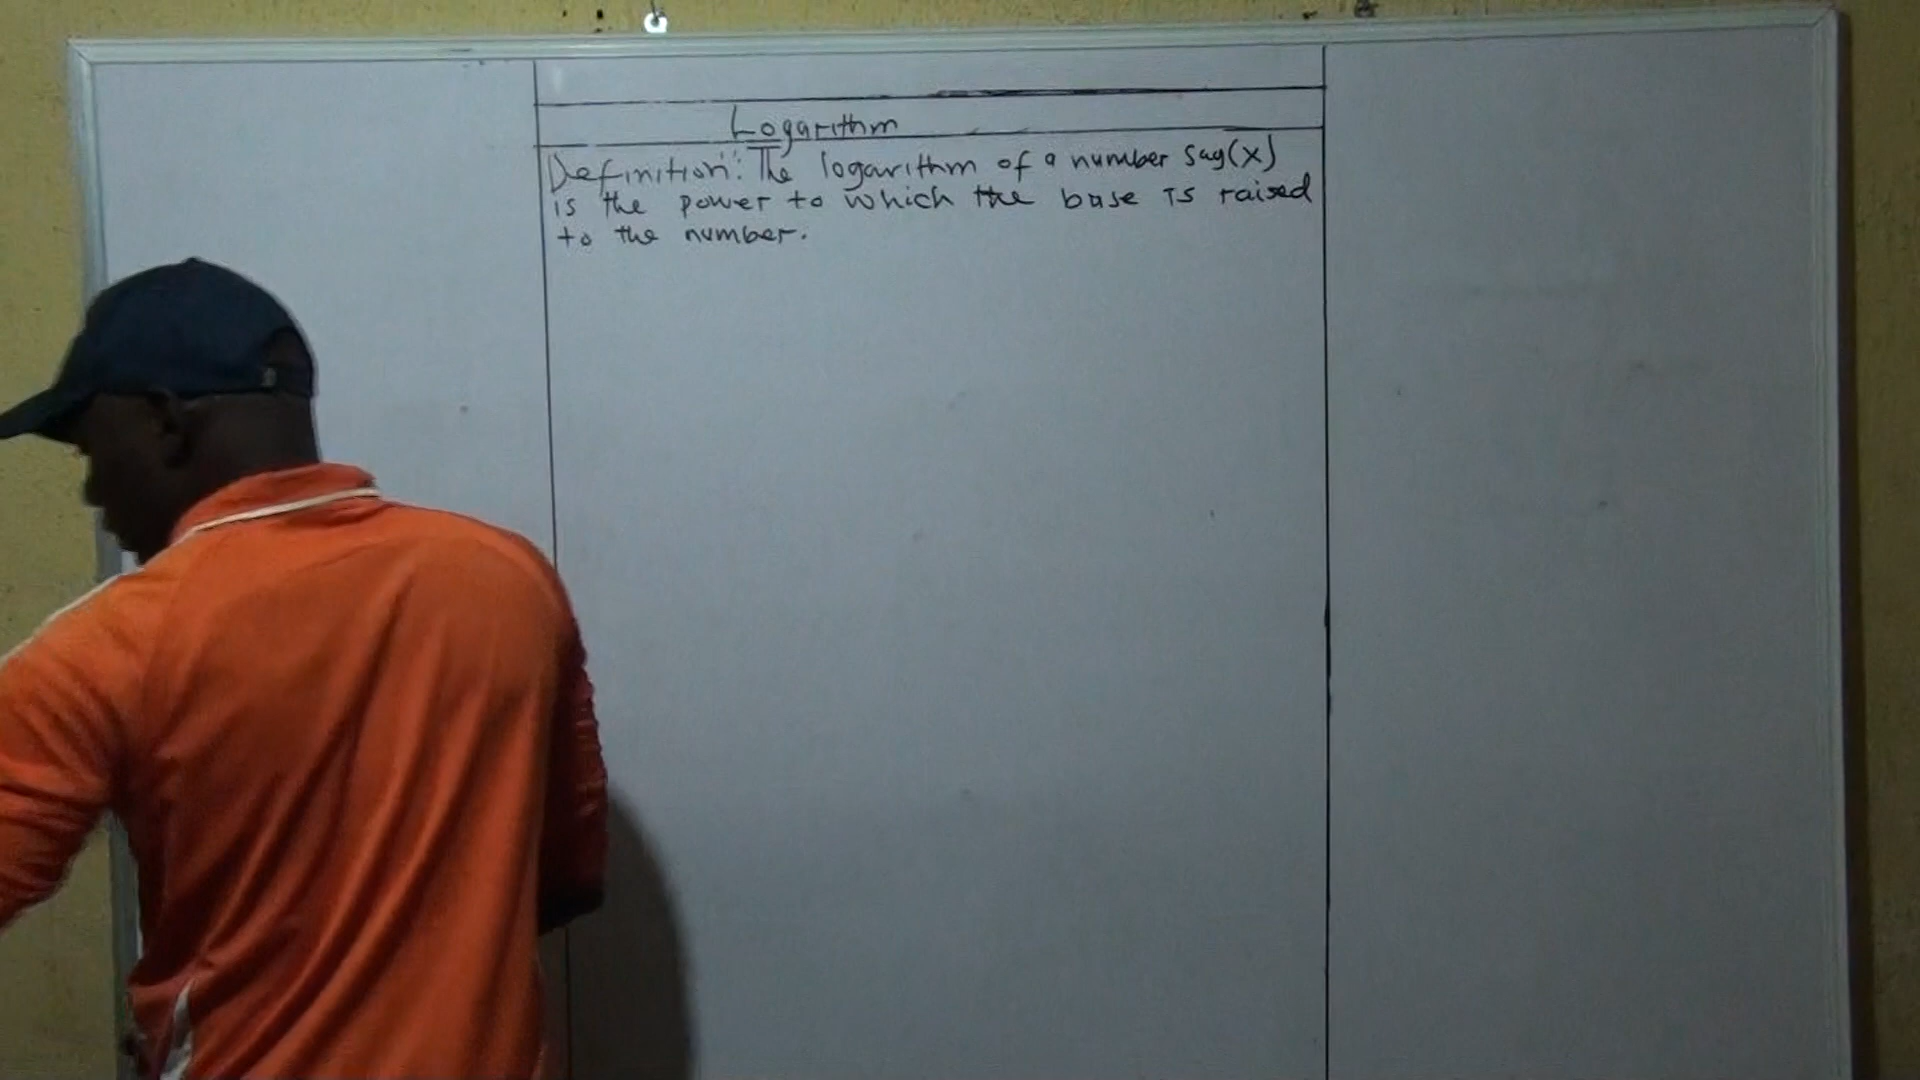 Logarithm
Definition: The logarithm of a number say(x)
is the power to which the base is raised
to the number.